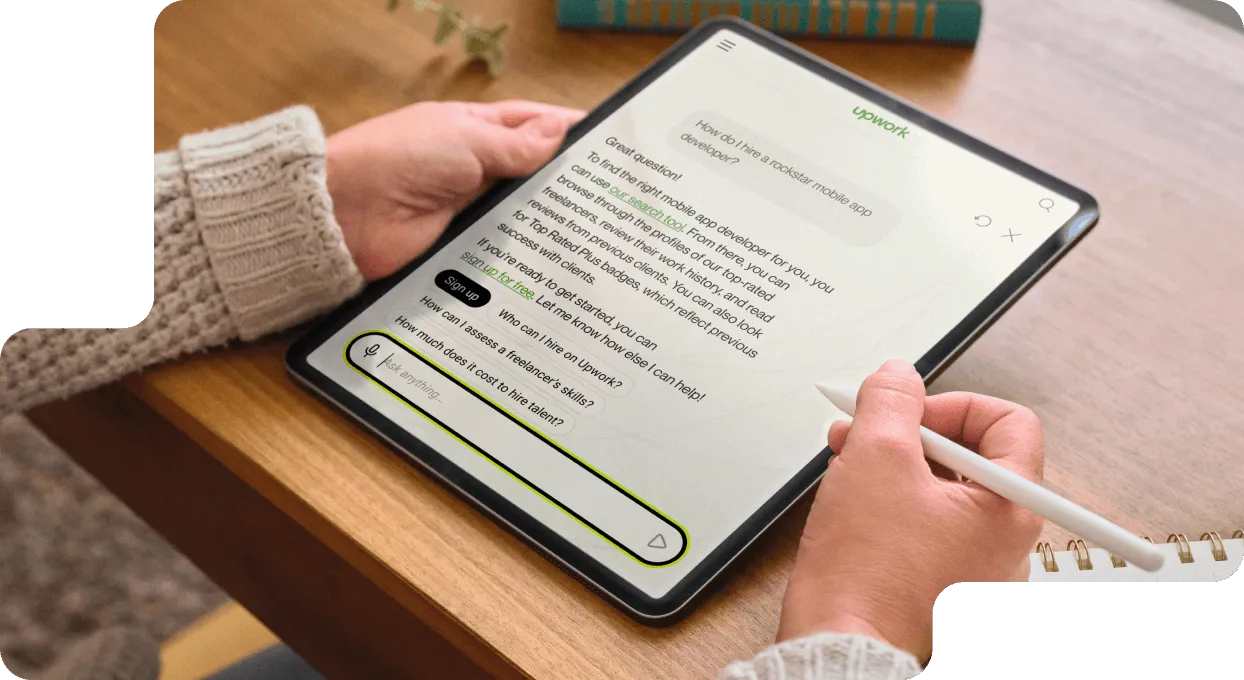 upwork
How do I hire a rockstar mobile app
developer?
Great question!
To find the right mobile app developer for you, you
can use our search tool. From there, you can
browse through the profiles of our top-rated
freelancers, review their work history, and read
reviews from previous clients. You can also look
for Top Rated Plus badges, which reflect previous
success with clients.
If you're ready to get started, you can
sign up for free. Let me know how else I can help!
Sign up
Who can I hire on Upwork?
How can I assess a freelancer's skills?
How much does it cost to hire talent?
Ask anything...